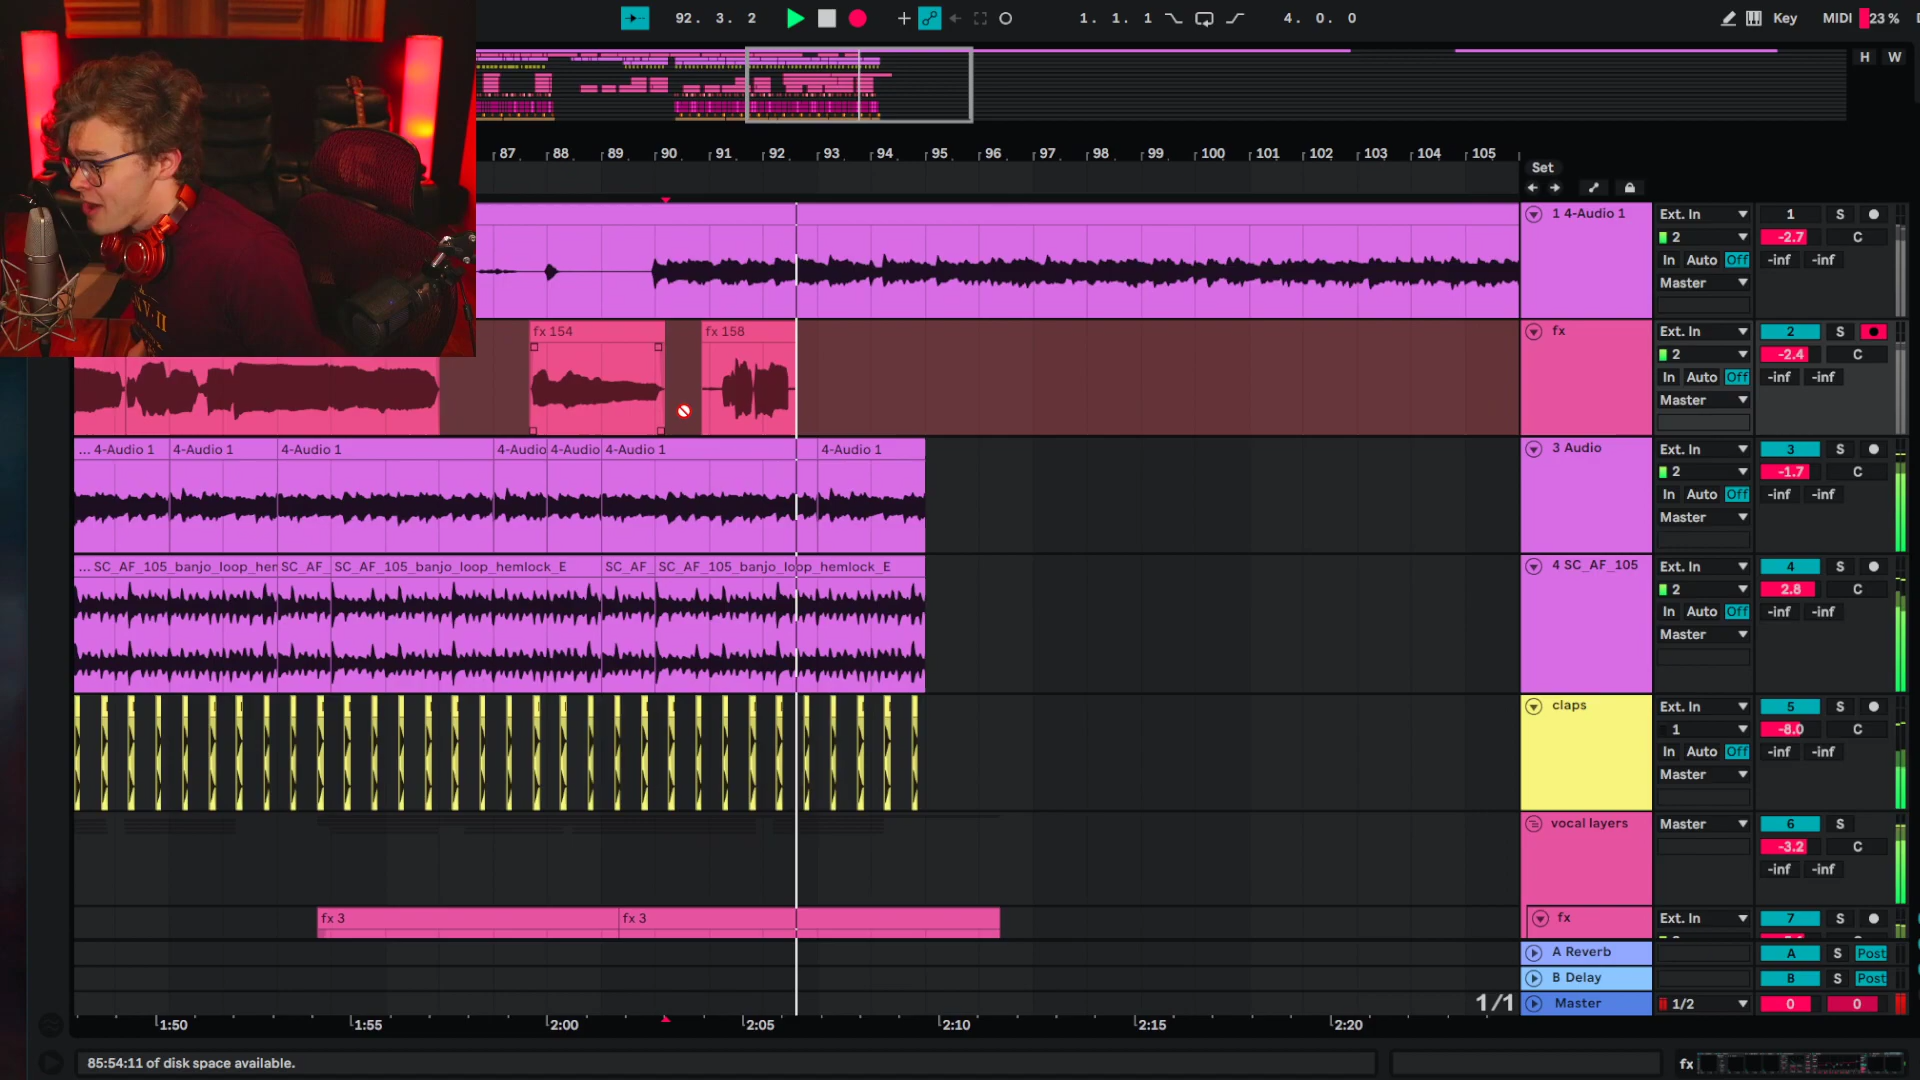 92. 3. 2
1. 1. 1
4. 0. 0
Key
MIDI
23 %
H W
87 88 89 90 91 92 93 94 95 96 97 98 99 100 101 102 103 104 105
Set
1 4-Audio 1
Ext. In
1
S
2
-2.7
C
In Auto Off
-inf -inf
Master
fx 154
fx 158
fx
Ext. In
2
S
2
-2.4
C
In Auto Off
-inf -inf
Master
... 4-Audio 1
4-Audio 1
4-Audio 1
4-Audio
4-Audio
4-Audio 1
4-Audio 1
3 Audio
Ext. In
3
S
2
-1.7
C
In Auto Off
-inf -inf
Master
... SC_AF_105_banjo_loop_hen
SC_AF
SC_AF_105_banjo_loop_hemlock_E
SC_AF
SC_AF_105_banjo_loop_hemlock_E
4 SC_AF_105
Ext. In
4
S
2
2.8
C
In Auto Off
-inf -inf
Master
claps
Ext. In
5
S
1
-8.0
C
In Auto Off
-inf -inf
Master
vocal layers
Master
6
S
-3.2
C
-inf -inf
fx 3
fx 3
fx
Ext. In
7
S
A Reverb
A
S
Post
B Delay
B
S
Post
1/1
Master
1/2
0
0
1:50 1:55 2:00 2:05 2:10 2:15 2:20
85:54:11 of disk space available.
fx